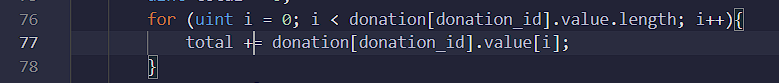 76 for (uint i = 0; i < donation[donation_id].value.length; i++){
77 total += donation[donation_id].value[i];
78 }